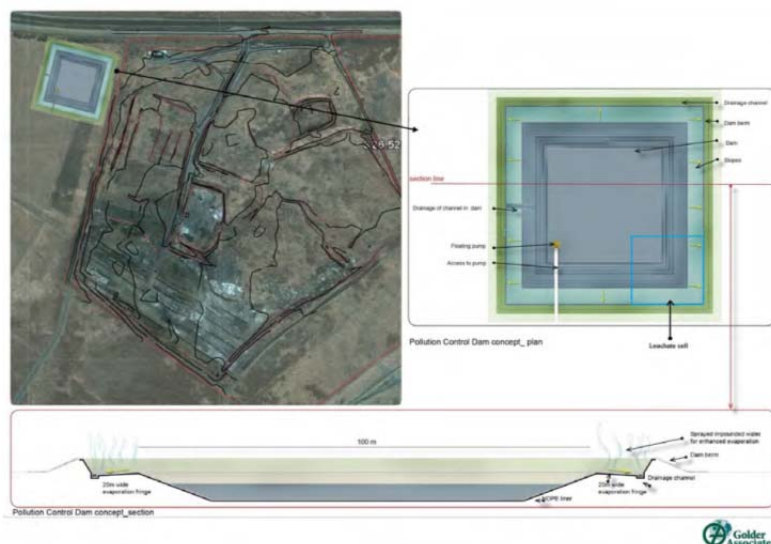 Drainage channel
Dam berm
Dam
Slopes
section line
Drainage of channel in dam
Floating pump
Access to pump
Leachate cell
Pollution Control Dam concept_ plan
100 m
Sprayed impounded water
for enhanced evaporation
Dam berm
20m wide
evaporation fringe
20m wide
evaporation fringe
Drainage channel
HDPE liner
Pollution Control Dam concept_section
Golder
Associate